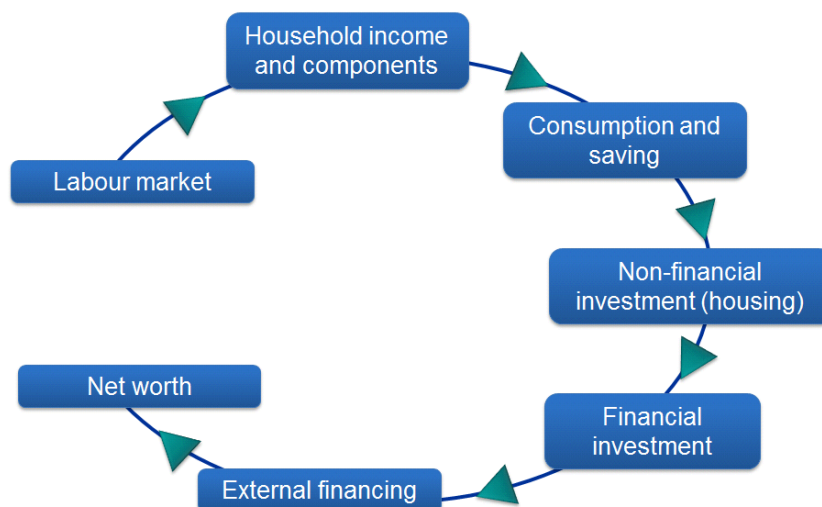 Household income
and components
Consumption and
saving
Labour market
Non-financial
investment (housing)
Net worth
Financial
investment
External financing